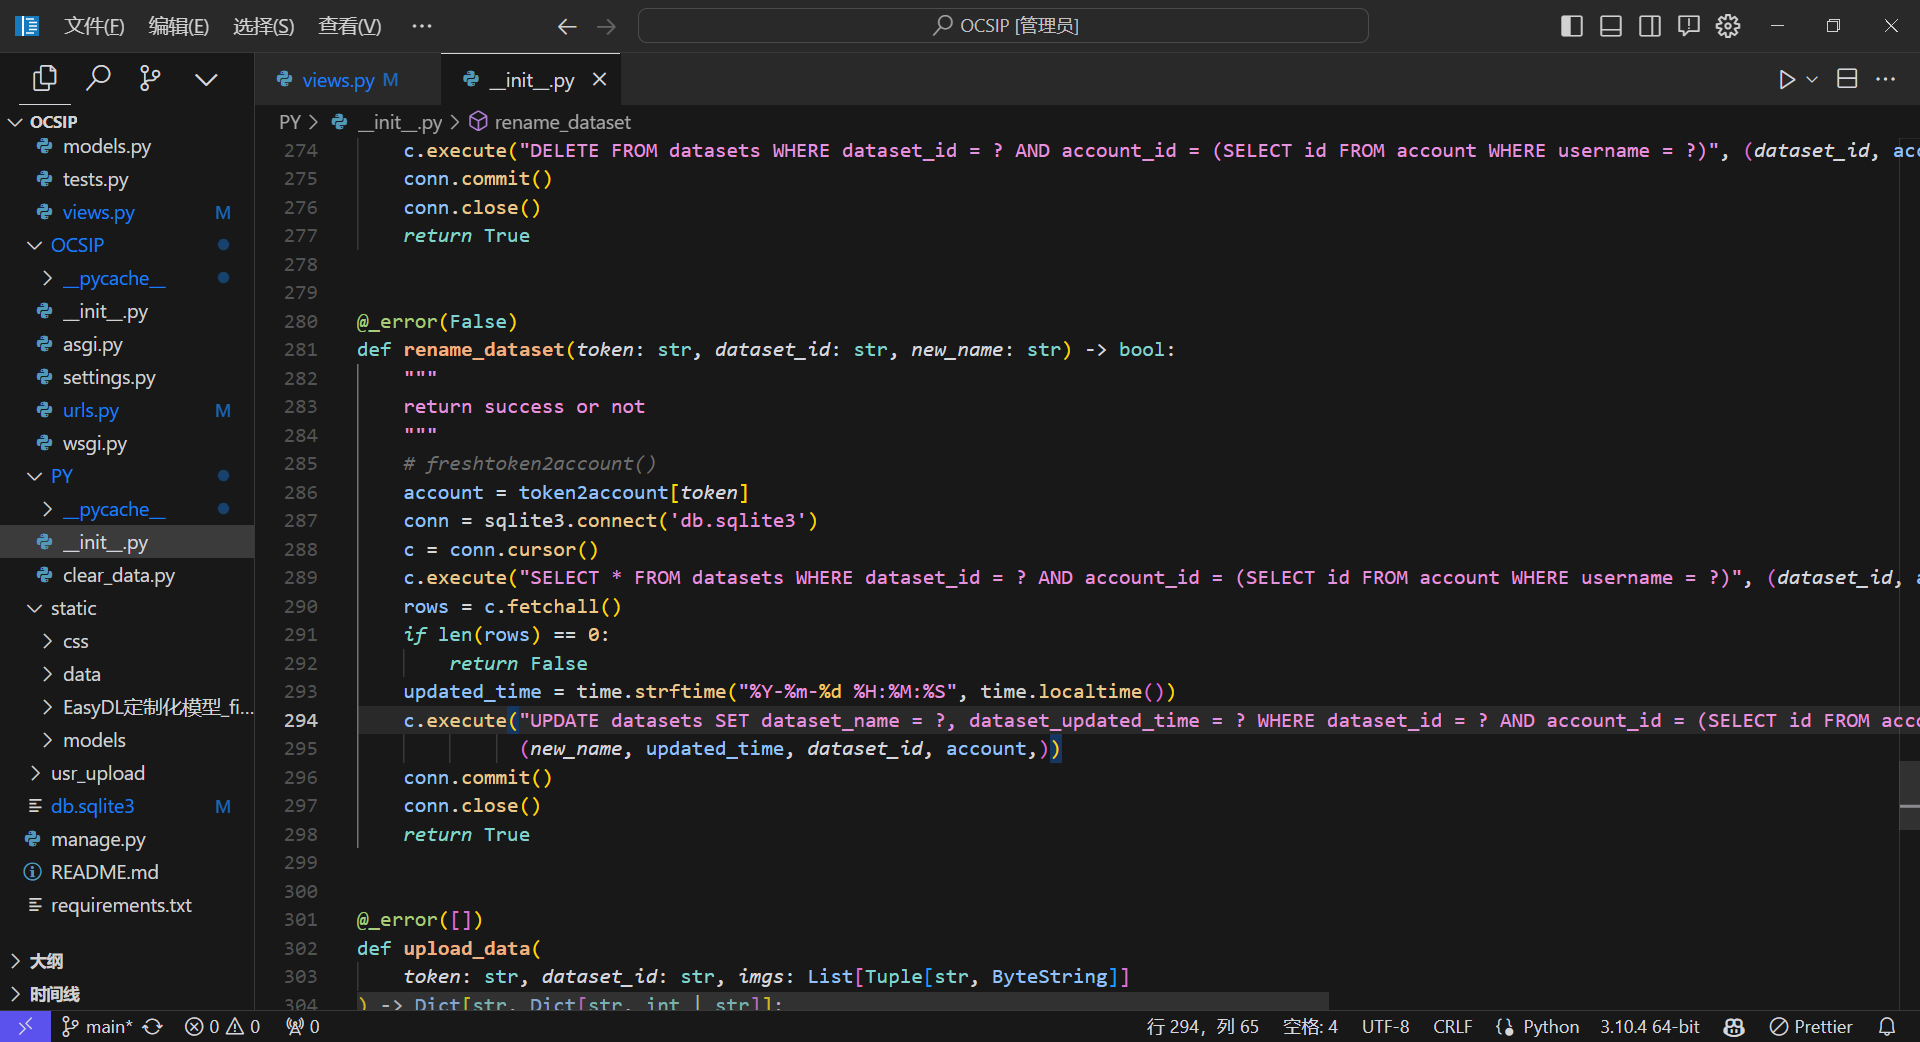 文件(F) 编辑(E) 选择(S) 查看(V) ··· OCSIP [管理员]
views.py M __init__.py
OCSIP
models.py
tests.py
views.py M
OCSIP
__pycache__
__init__.py
asgi.py
settings.py
urls.py M
wsgi.py
PY
__pycache__
__init__.py
clear_data.py
static
css
data
EasyDL定制化模型_fi...
models
usr_upload
db.sqlite3 M
manage.py
README.md
requirements.txt
大纲
时间线
PY > __init__.py > rename_dataset
274 c.execute("DELETE FROM datasets WHERE dataset_id = ? AND account_id = (SELECT id FROM account WHERE username = ?)", (dataset_id, acc
275 conn.commit()
276 conn.close()
277 return True
278
279
280 @_error(False)
281 def rename_dataset(token: str, dataset_id: str, new_name: str) -> bool:
282 """
283 return success or not
284 """
285 # freshtoken2account()
286 account = token2account[token]
287 conn = sqlite3.connect('db.sqlite3')
288 c = conn.cursor()
289 c.execute("SELECT * FROM datasets WHERE dataset_id = ? AND account_id = (SELECT id FROM account WHERE username = ?)", (dataset_id, a
290 rows = c.fetchall()
291 if len(rows) == 0:
292 return False
293 updated_time = time.strftime("%Y-%m-%d %H:%M:%S", time.localtime())
294 c.execute("UPDATE datasets SET dataset_name = ?, dataset_updated_time = ? WHERE dataset_id = ? AND account_id = (SELECT id FROM acco
295 (new_name, updated_time, dataset_id, account,))
296 conn.commit()
297 conn.close()
298 return True
299
300
301 @_error([])
302 def upload_data(
303 token: str, dataset_id: str, imgs: List[Tuple[str, ByteString]]
304 ) -> Dict[str, Dict[str, int | str]]:
main* 0 0 0 行 294，列 65 空格: 4 UTF-8 CRLF Python 3.10.4 64-bit Prettier